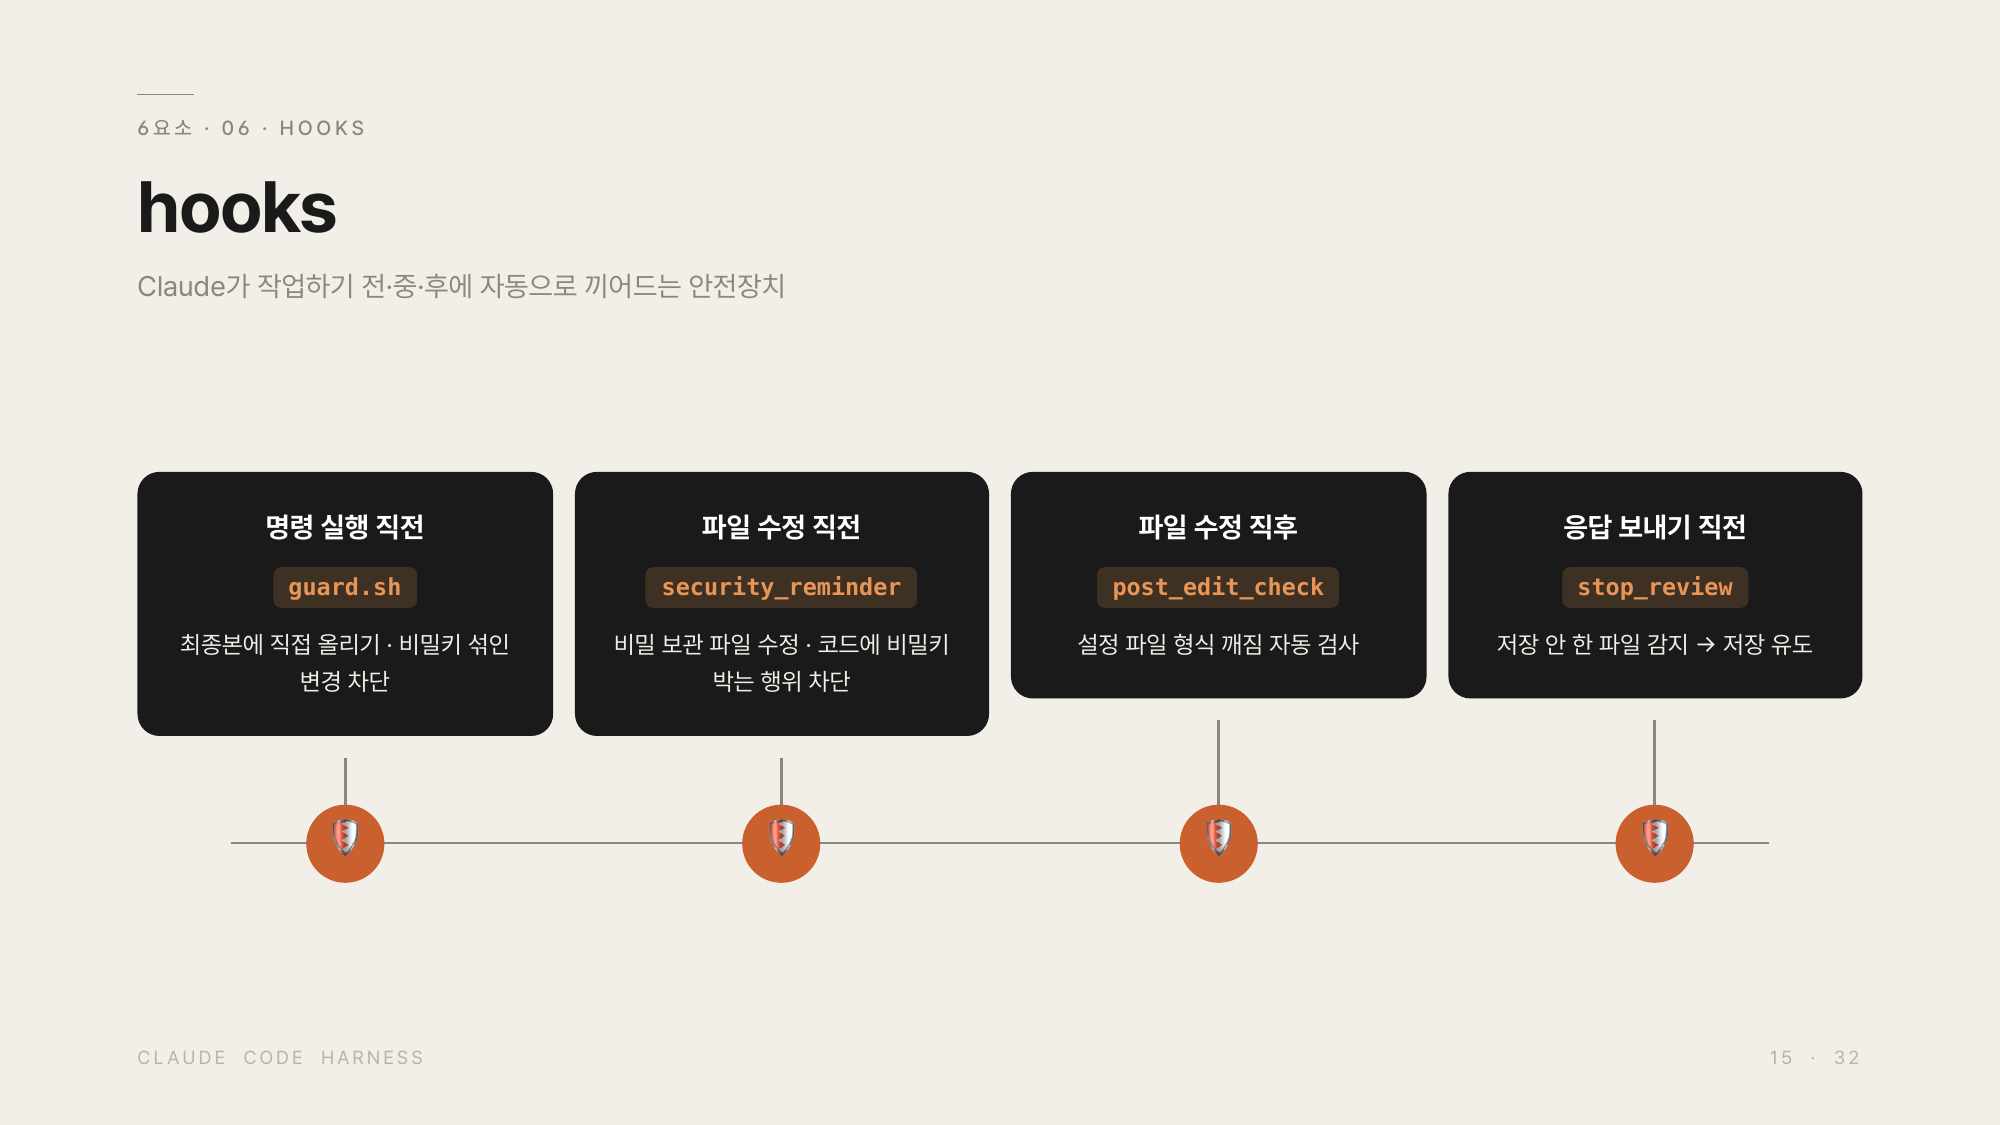 6요소 · 06 · HOOKS
hooks
Claude가 작업하기 전·중·후에 자동으로 끼어드는 안전장치
명령 실행 직전
guard.sh
최종본에 직접 올리기 · 비밀키 섞인
변경 차단
파일 수정 직전
security_reminder
비밀 보관 파일 수정 · 코드에 비밀키
박는 행위 차단
파일 수정 직후
post_edit_check
설정 파일 형식 깨짐 자동 검사
응답 보내기 직전
stop_review
저장 안 한 파일 감지 → 저장 유도
CLAUDE CODE HARNESS
15 · 32